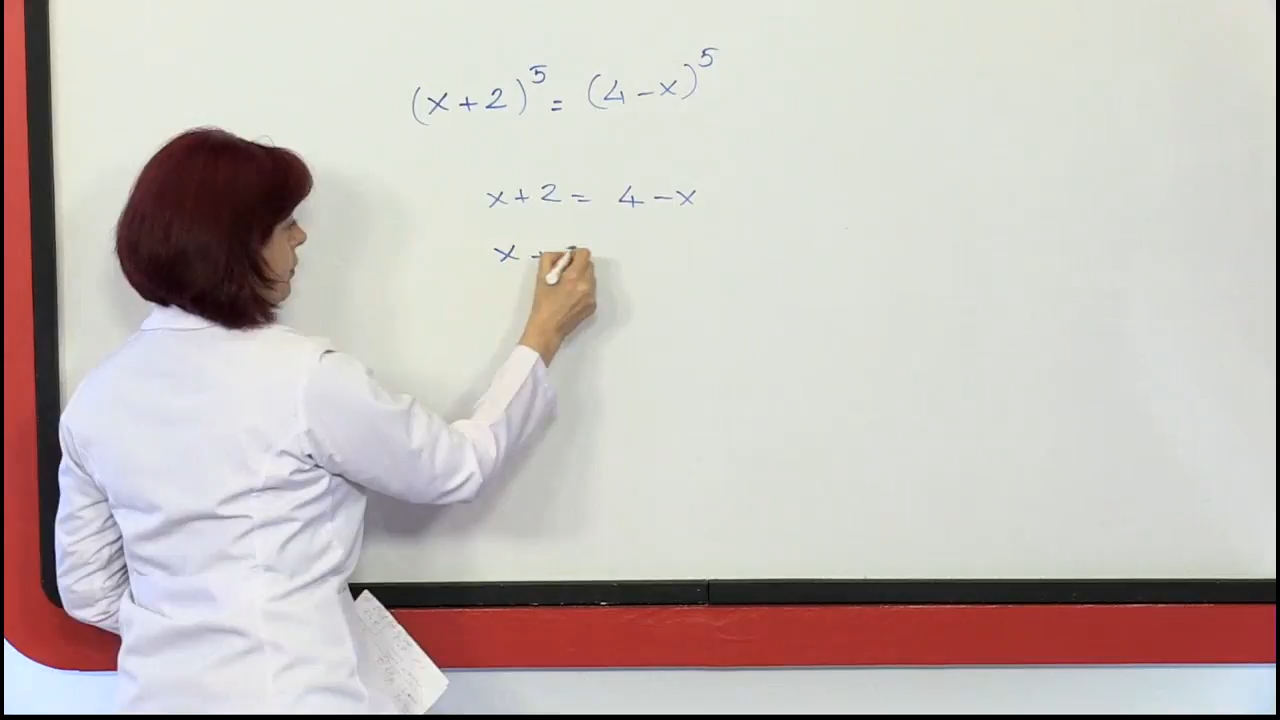 (x+2)⁵ = (4-x)⁵
x+2 = 4-x
x